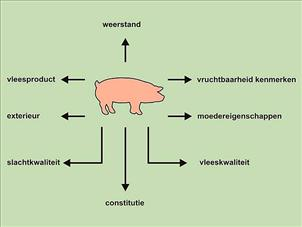 weerstand
vleesproduct
vruchtbaarheid kenmerken
exterieur
moedereigenschappen
slachtkwaliteit
vleeskwaliteit
constitutie